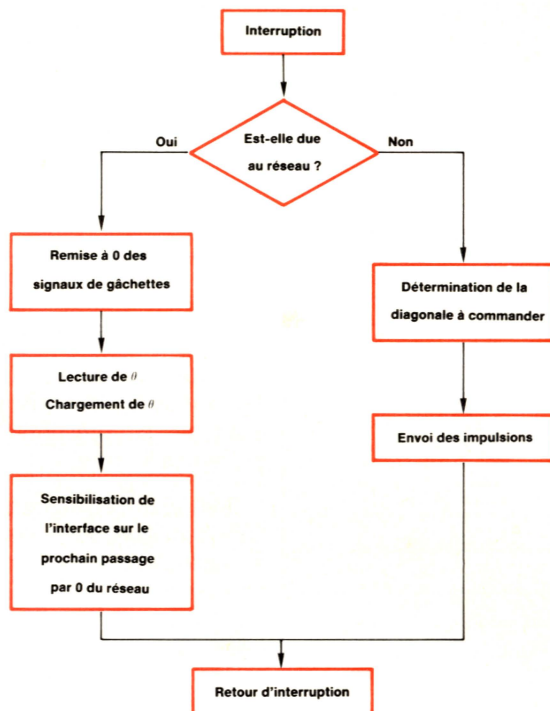 Interruption
Est-elle due
au réseau ?
Oui
Non
Remise à 0 des
signaux de gâchettes
Lecture de θ
Chargement de θ
Sensibilisation de
l'interface sur le
prochain passage
par 0 du réseau
Détermination de la
diagonale à commander
Envoi des impulsions
Retour d'interruption